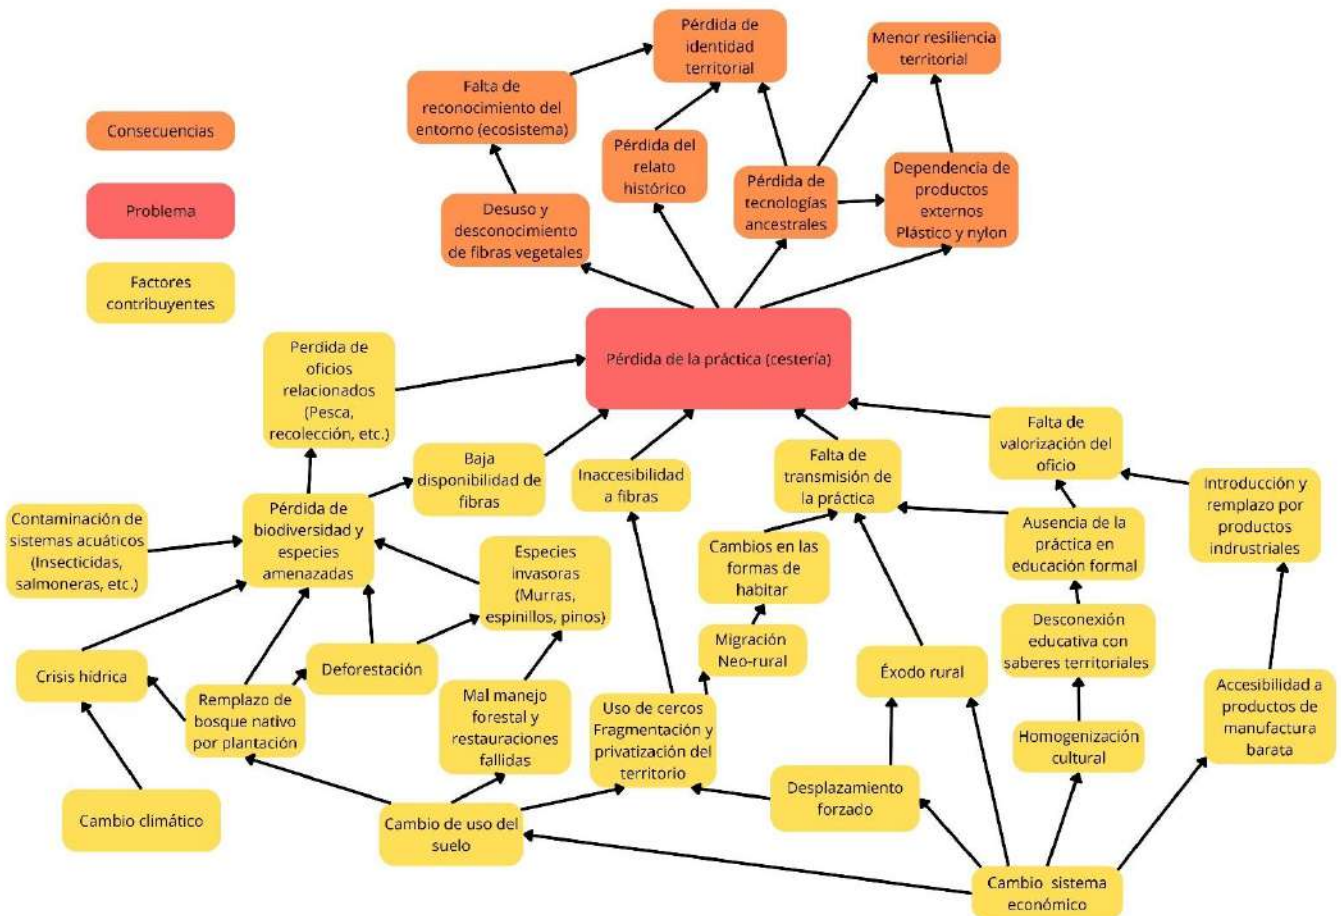 Pérdida de
identidad
territorial
Menor resiliencia
territorial
Falta de
reconocimiento del
entorno (ecosistema)
Consecuencias
Pérdida del
relato
histórico
Pérdida de
tecnologías
ancestrales
Dependencia de
productos
externos
Plástico y nylon
Problema
Desuso y
desconocimiento
de fibras vegetales
Factores
contribuyentes
Pérdida de la práctica (cestería)
Perdida de
oficios
relacionados
(Pesca,
recolección, etc.)
Baja
disponibilidad de
fibras
Inaccesibilidad
a fibras
Falta de
transmisión de
la práctica
Falta de
valorización del
oficio
Introducción y
remplazo por
productos
indrustriales
Contaminación de
sistemas acuáticos
(Insecticidas,
salmoneras, etc.)
Pérdida de
biodiversidad y
especies
amenazadas
Especies
invasoras
(Murras,
espinillos, pinos)
Cambios en las
formas de
habitar
Ausencia de la
práctica en
educación formal
Desconexión
educativa con
saberes territoriales
Crisis hídrica
Remplazo de
bosque nativo
por plantación
Deforestación
Mal manejo
forestal y
restauraciones
fallidas
Migración
Neo-rural
Uso de cercos
Fragmentación y
privatización del
territorio
Éxodo rural
Homogenización
cultural
Accesibilidad a
productos de
manufactura
barata
Cambio climático
Cambio de uso del
suelo
Desplazamiento
forzado
Cambio sistema
económico